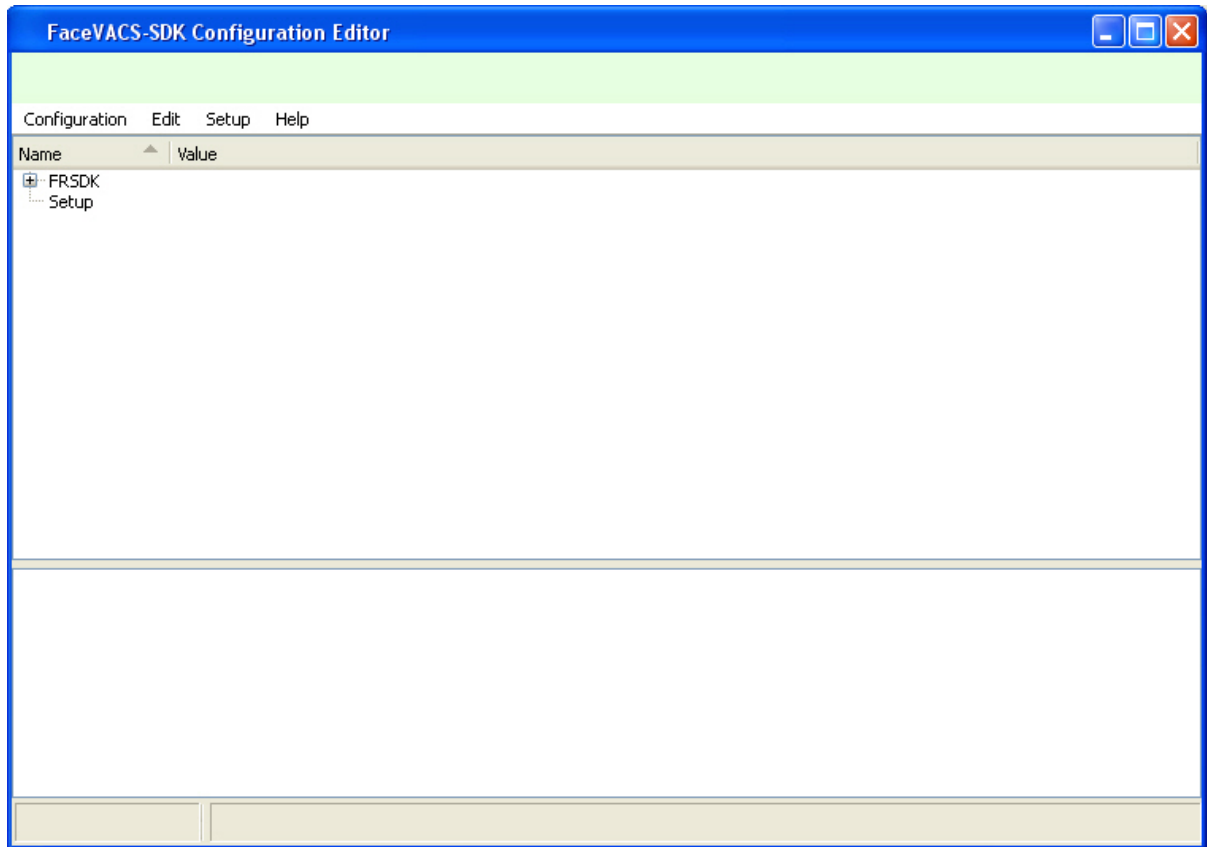 FaceVACS-SDK Configuration Editor
Configuration Edit Setup Help
Name Value
FRSDK
Setup